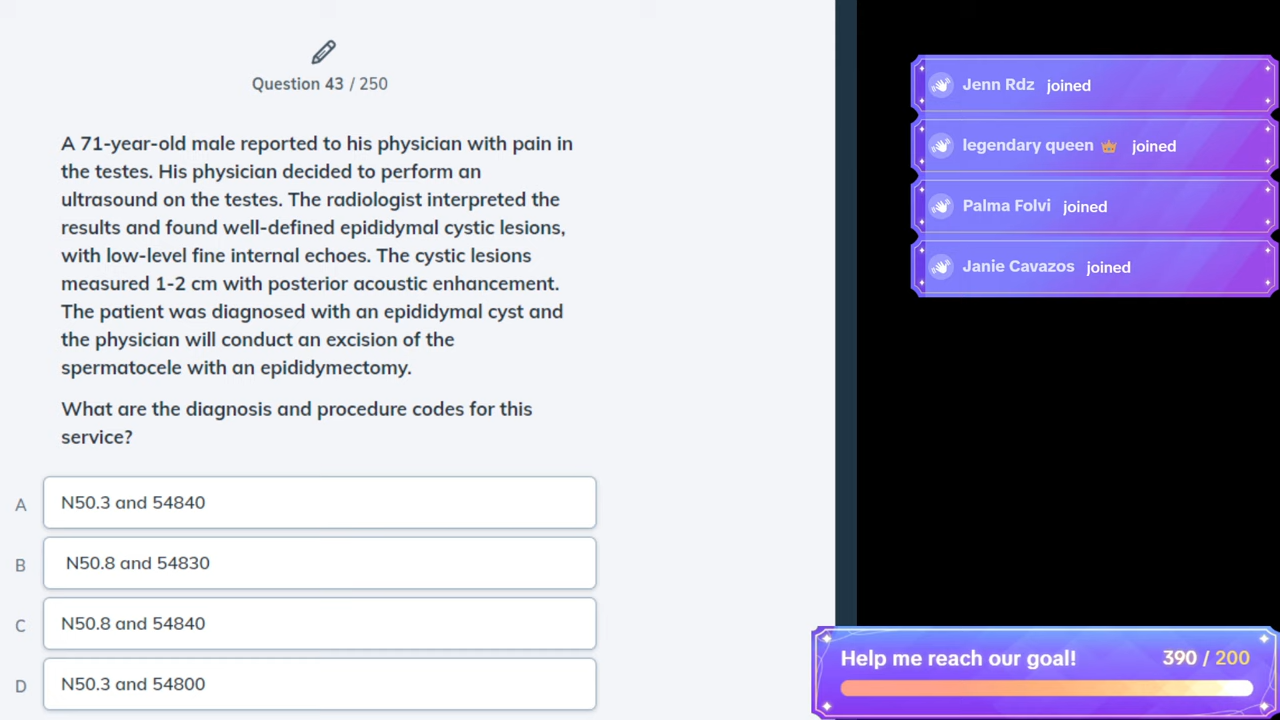 Question 43 / 250
A 71-year-old male reported to his physician with pain in
the testes. His physician decided to perform an
ultrasound on the testes. The radiologist interpreted the
results and found well-defined epididymal cystic lesions,
with low-level fine internal echoes. The cystic lesions
measured 1-2 cm with posterior acoustic enhancement.
The patient was diagnosed with an epididymal cyst and
the physician will conduct an excision of the
spermatocele with an epididymectomy.
What are the diagnosis and procedure codes for this
service?
A N50.3 and 54840
B N50.8 and 54830
C N50.8 and 54840
D N50.3 and 54800
Jenn Rdz joined
legendary queen joined
Palma Folvi joined
Janie Cavazos joined
Help me reach our goal! 390 / 200